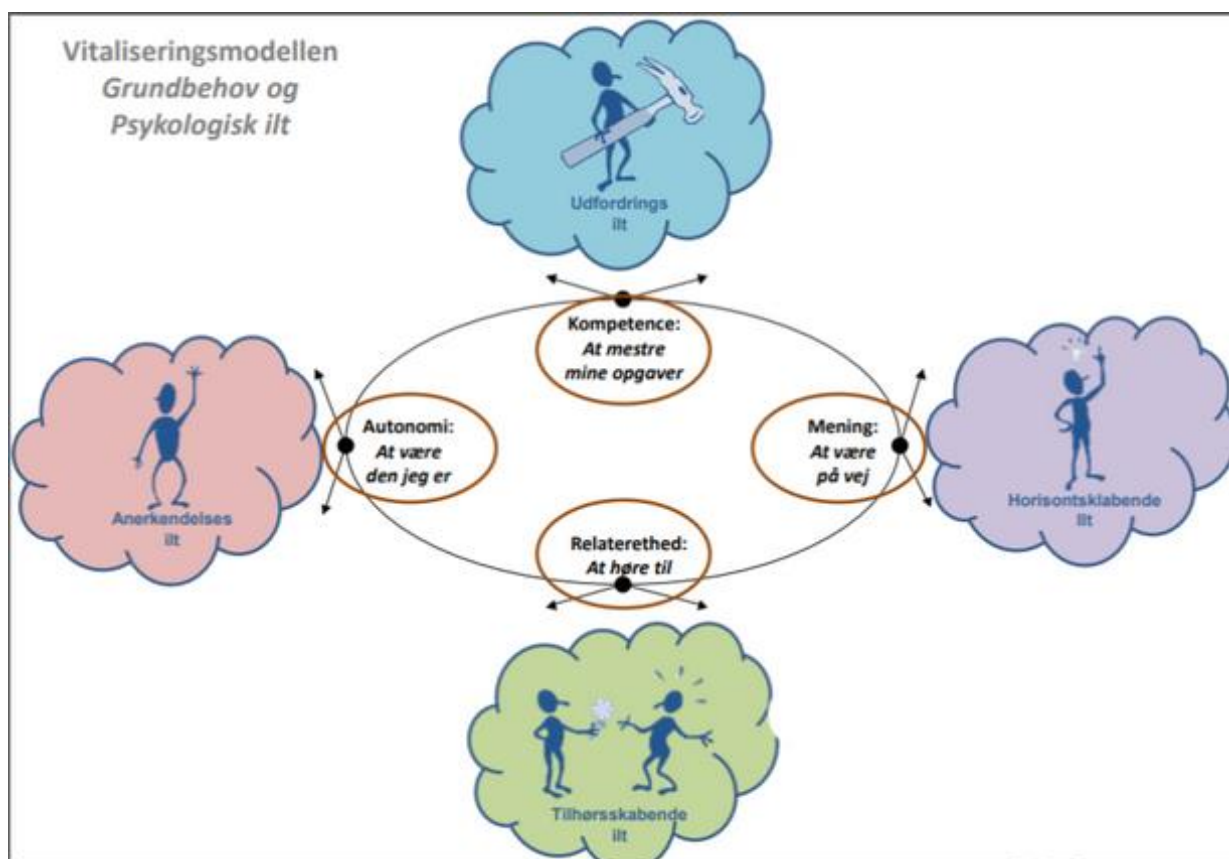 Vitaliseringsmodellen
Grundbehov og
Psykologisk ilt
Udfordrings
ilt
Kompetence:
At mestre
mine opgaver
Autonomi:
At være
den jeg er
Mening:
At være
på vej
Anerkendelses
ilt
Horisontsklabende
Ilt
Relaterethed:
At høre til
Tilhørsskabende
ilt